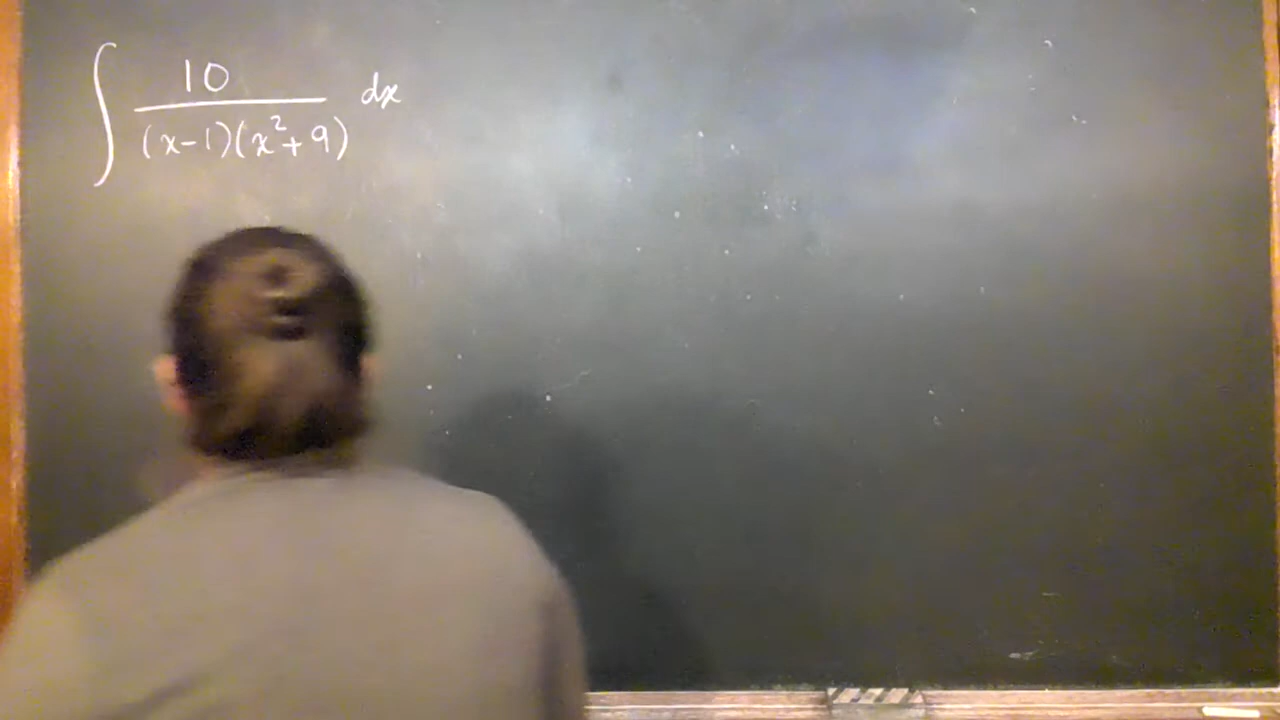 ∫ 10 / (x-1)(x²+9) dx